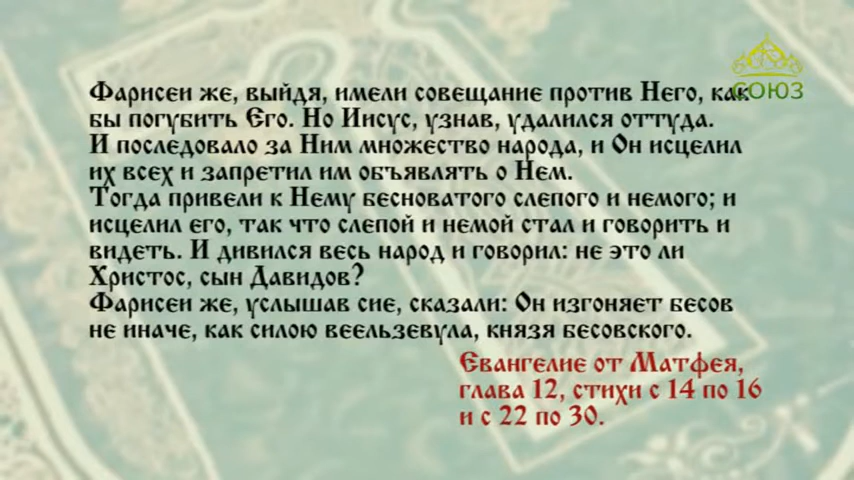 СОЮЗ
Фарисеи же, выйдя, имели совещание против Него, как
бы погубить Его. Но Иисус, узнав, удалился оттуда.
И последовало за Ним множество народа, и Он исцелил
их всех и запретил им объявлять о Нем.
Тогда привели к Нему бесноватого слепого и немого; и
исцелил его, так что слепой и немой стал и говорить и
видеть. И дивился весь народ и говорил: не это ли
Христос, сын Давидов?
Фарисеи же, услышав сие, сказали: Он изгоняет бесов
не иначе, как силою веельзевула, князя бесовского.
Евангелие от Матфея,
глава 12, стихи с 14 по 16
и с 22 по 30.